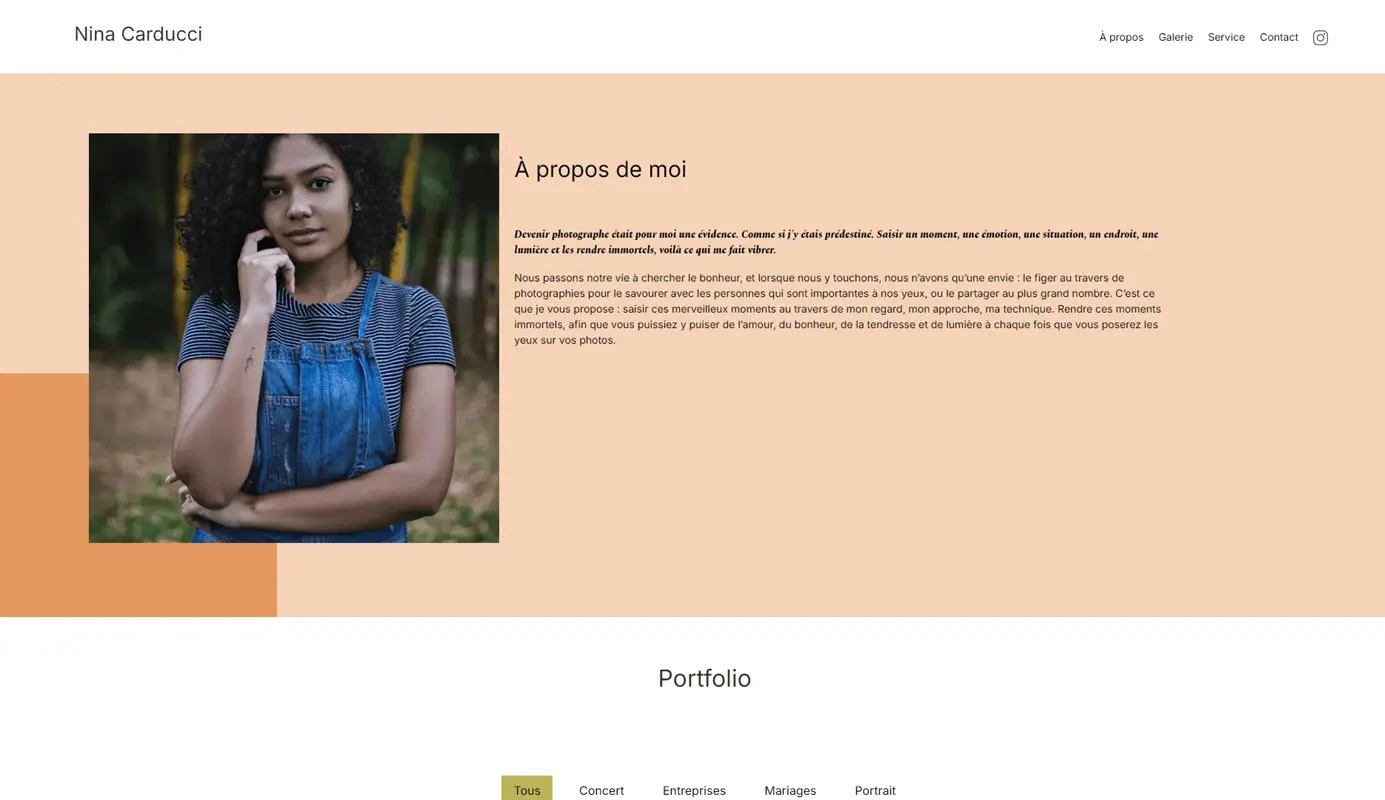 Nina Carducci
À propos
Galerie
Service
Contact
À propos de moi
Devenir photographe était pour moi une évidence. Comme si j'y étais prédestiné. Saisir un moment, une émotion, une situation, un endroit, une
lumière et les rendre immortels, voilà ce qui me fait vibrer.
Nous passons notre vie à chercher le bonheur, et lorsque nous y touchons, nous n’avons qu’une envie : le figer au travers de
photographies pour le savourer avec les personnes qui sont importantes à nos yeux, ou le partager au plus grand nombre. C’est ce
que je vous propose : saisir ces merveilleux moments au travers de mon regard, mon approche, ma technique. Rendre ces moments
immortels, afin que vous puissiez y puiser de l’amour, du bonheur, de la tendresse et de lumière à chaque fois que vous poserez les
yeux sur vos photos.
Portfolio
Tous
Concert
Entreprises
Mariages
Portrait